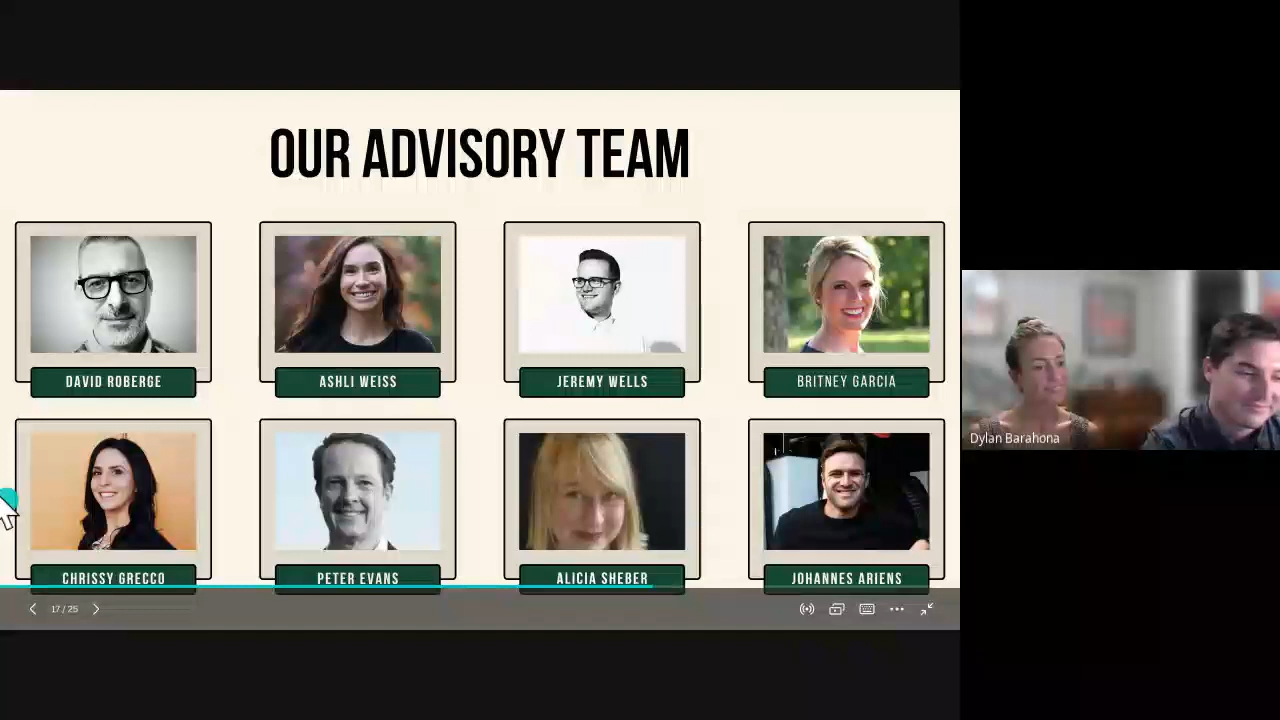 OUR ADVISORY TEAM
DAVID ROBERGE
ASHLI WEISS
JEREMY WELLS
BRITNEY GARCIA
CHRISSY GRECCO
PETER EVANS
ALICIA SHEBER
JOHANNES ARIENS
17 / 25
Dylan Barahona